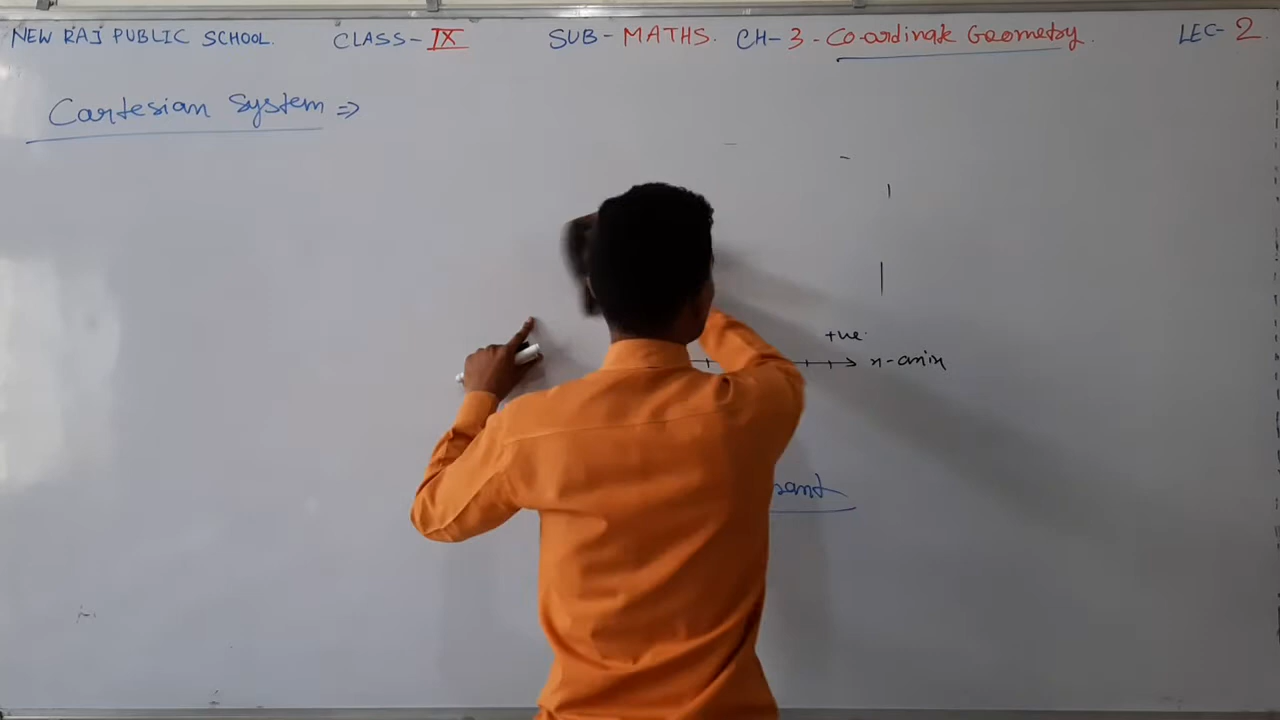 NEW RAJ PUBLIC SCHOOL. CLASS- IX SUB- MATHS. CH- 3 - Co-ordinate Geometry. LEC- 2.
Cartesian System ⇒
+ve
x-axis